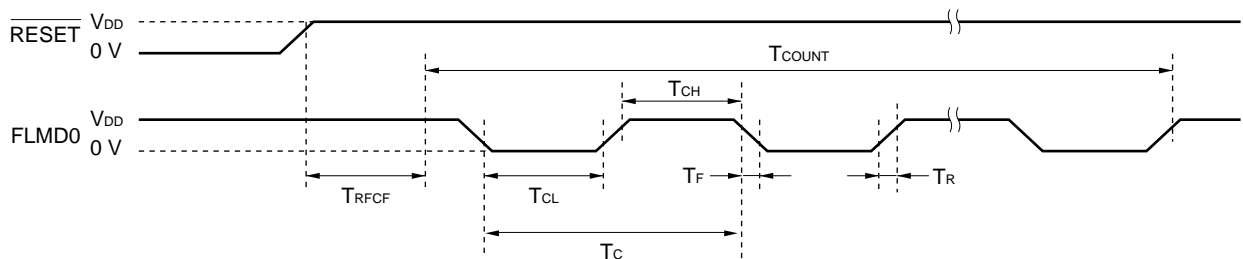 RESET
VDD
0 V
TCOUNT
TCH
FLMD0
VDD
0 V
TF
TR
TRFCF
TCL
TC